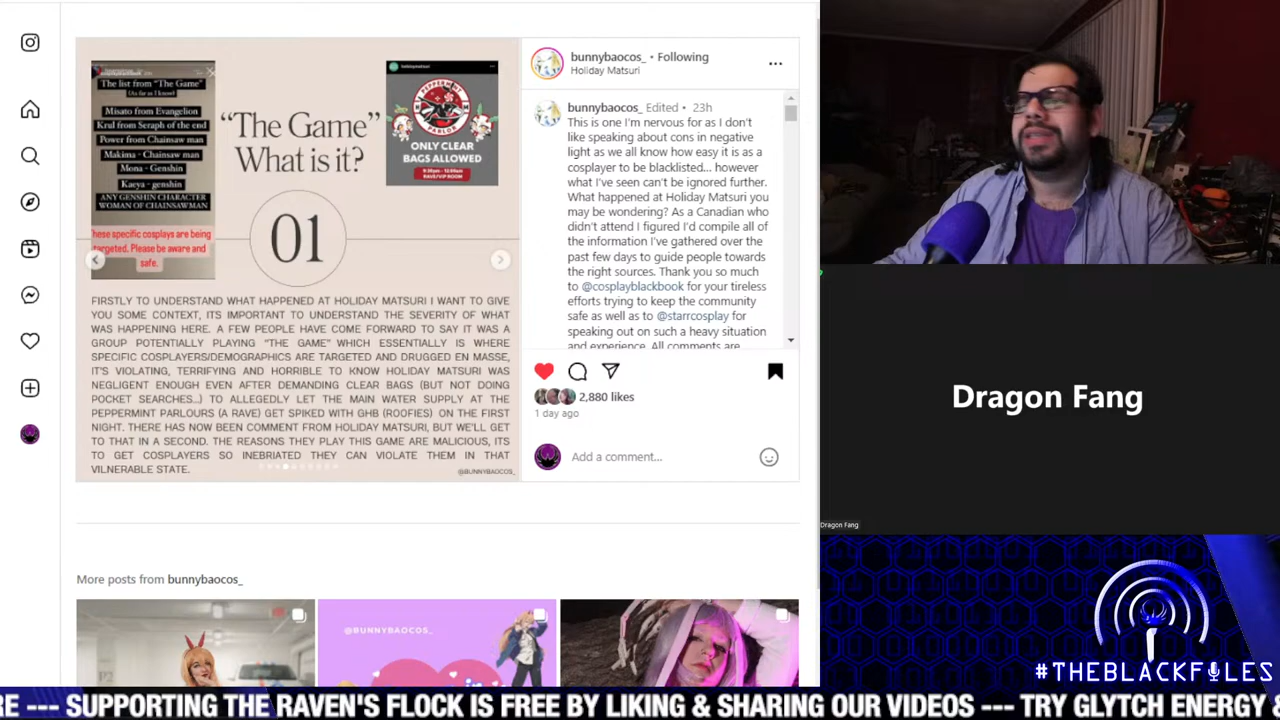 The list from "The Game"
(As far as I know)
Misato from Evangelion
Krul from Seraph of the end
Power from Chainsaw man
Makima - Chainsaw man
Mona - Genshin
Kaeya - genshin
ANY GENSHIN CHARACTER
WOMAN OF CHAINSAWMAN
hese specific cosplays are being
targeted. Please be aware and
safe.
"The Game"
What is it?
01
PEPPERMINT
PARLOR
ONLY CLEAR
BAGS ALLOWED
RAVE/VIP ROOM
FIRSTLY TO UNDERSTAND WHAT HAPPENED AT HOLIDAY MATSURI I WANT TO GIVE
YOU SOME CONTEXT, ITS IMPORTANT TO UNDERSTAND THE SEVERITY OF WHAT
WAS HAPPENING HERE. A FEW PEOPLE HAVE COME FORWARD TO SAY IT WAS A
GROUP POTENTIALLY PLAYING "THE GAME" WHICH ESSENTIALLY IS WHERE
SPECIFIC COSPLAYERS/DEMOGRAPHICS ARE TARGETED AND DRUGGED EN MASSE,
IT'S VIOLATING, TERRIFYING AND HORRIBLE TO KNOW HOLIDAY MATSURI WAS
NEGLIGENT ENOUGH EVEN AFTER DEMANDING CLEAR BAGS (BUT NOT DOING
POCKET SEARCHES...) TO ALLEGEDLY LET THE MAIN WATER SUPPLY AT THE
PEPPERMINT PARLOURS (A RAVE) GET SPIKED WITH GHB (ROOFIES) ON THE FIRST
NIGHT. THERE HAS NOW BEEN COMMENT FROM HOLIDAY MATSURI, BUT WE'LL GET
TO THAT IN A SECOND. THE REASONS THEY PLAY THIS GAME ARE MALICIOUS, ITS
TO GET COSPLAYERS SO INEBRIATED THEY CAN VIOLATE THEM IN THAT
VILNERABLE STATE.
@BUNNYBAOCOS_
bunnybaocos_ • Following
Holiday Matsuri
bunnybaocos_ Edited • 23h
This is one I'm nervous for as I don't
like speaking about cons in negative
light as we all know how easy it is as a
cosplayer to be blacklisted... however
what I've seen can't be ignored further.
What happened at Holiday Matsuri you
may be wondering? As a Canadian who
didn't attend I figured I'd compile all of
the information I've gathered over the
past few days to guide people towards
the right sources. Thank you so much
to @cosplayblackbook for your tireless
efforts trying to keep the community
safe as well as to @starrcosplay for
speaking out on such a heavy situation
and experience. All comments are
2,880 likes
1 day ago
Add a comment...
More posts from bunnybaocos_
@BUNNYBAOCOS_
Dragon Fang
Dragon Fang
#THEBLACKFILES
RE --- SUPPORTING THE RAVEN'S FLOCK IS FREE BY LIKING & SHARING OUR VIDEOS --- TRY GLYTCH ENERGY &